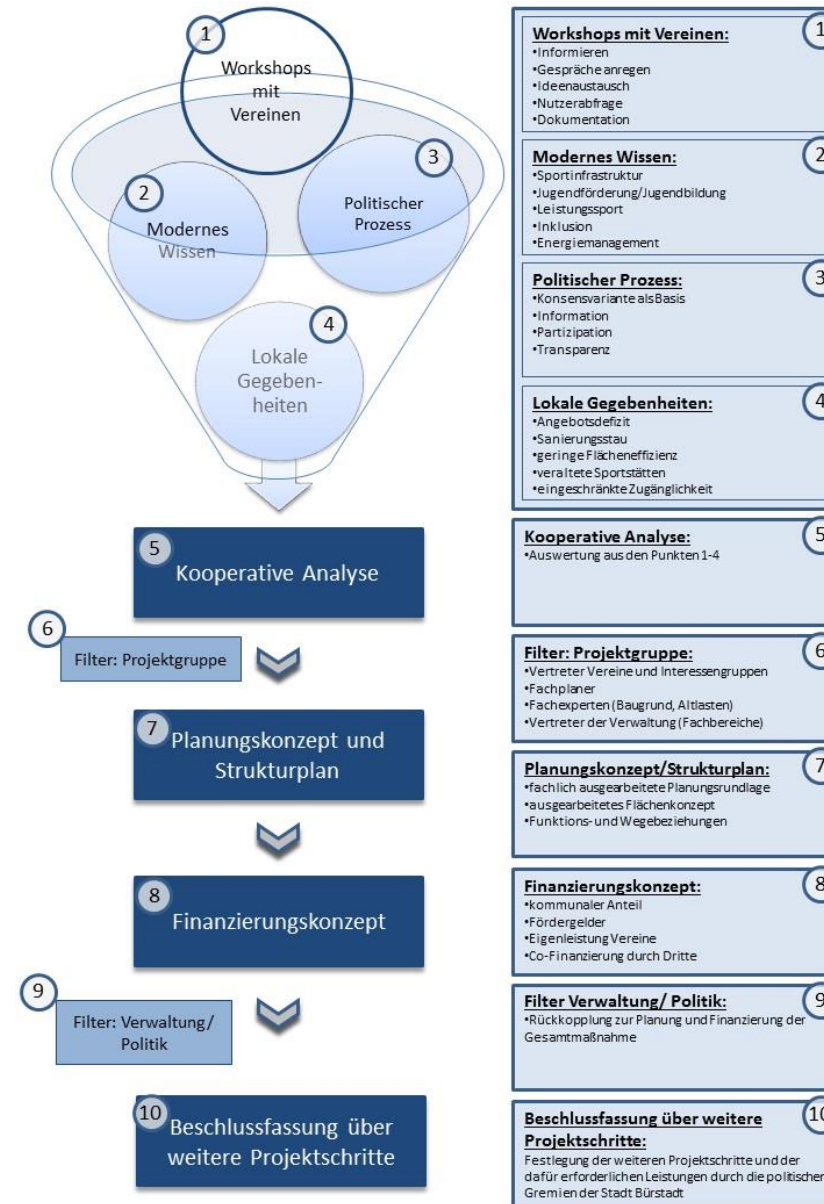 1
Workshops
mit
Vereinen
2
Modernes
Wissen
3
Politischer
Prozess
4
Lokale
Gegeben-
heiten
5
Kooperative Analyse
6
Filter: Projektgruppe
7
Planungskonzept und
Strukturplan
8
Finanzierungskonzept
9
Filter: Verwaltung/
Politik
10
Beschlussfassung über
weitere Projektschritte
Workshops mit Vereinen:
1
•Informieren
•Gespräche anregen
•Ideenaustausch
•Nutzerabfrage
•Dokumentation
Modernes Wissen:
2
•Sportinfrastruktur
•Jugendförderung/Jugendbildung
•Leistungssport
•Inklusion
•Energiemanagement
Politischer Prozess:
3
•Konsensvariante als Basis
•Information
•Partizipation
•Transparenz
Lokale Gegebenheiten:
4
•Angebotsdefizit
•Sanierungsstau
•geringe Flächeneffizienz
•veraltete Sportstätten
•eingeschränkte Zugänglichkeit
Kooperative Analyse:
5
•Auswertung aus den Punkten 1-4
Filter: Projektgruppe:
6
•Vertreter Vereine und Interessengruppen
•Fachplaner
•Fachexperten (Baugrund, Altlasten)
•Vertreter der Verwaltung (Fachbereiche)
Planungskonzept/Strukturplan:
7
•fachlich ausgearbeitete Planungsrundlage
•ausgearbeitetes Flächenkonzept
•Funktions- und Wegebeziehungen
Finanzierungskonzept:
8
•kommunaler Anteil
•Fördergelder
•Eigenleistung Vereine
•Co-Finanzierung durch Dritte
Filter Verwaltung/ Politik:
9
•Rückkopplung zur Planung und Finanzierung der
Gesamtmaßnahme
Beschlussfassung über weitere
10
Projektschritte:
Festlegung der weiteren Projektschritte und der
dafür erforderlichen Leistungen durch die politischen
Gremien der Stadt Bürstadt